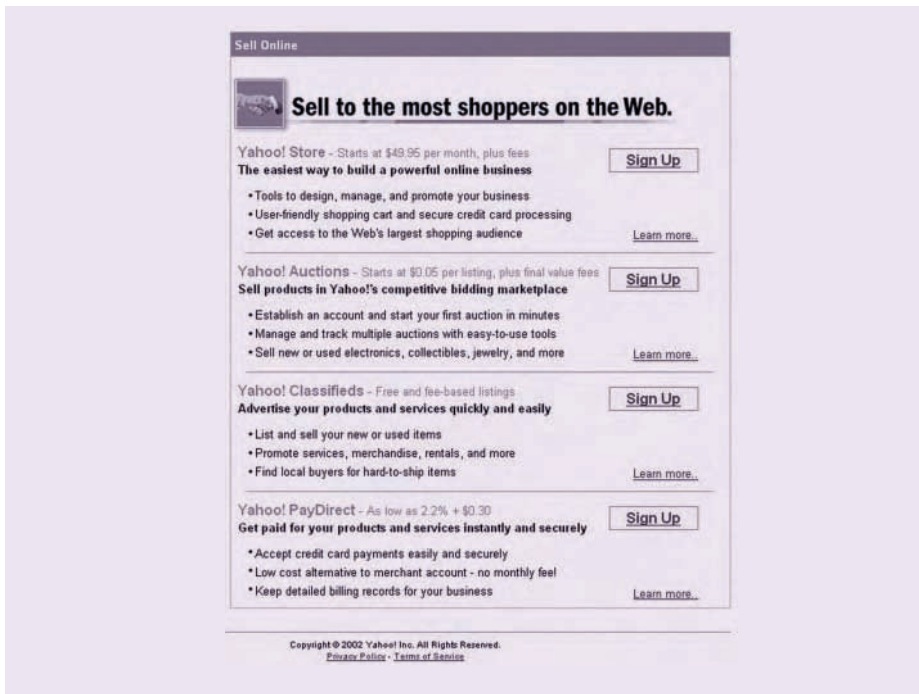 Sell Online
Sell to the most shoppers on the Web.
Yahoo! Store - Starts at $49.95 per month, plus fees
Sign Up
The easiest way to build a powerful online business
• Tools to design, manage, and promote your business
• User-friendly shopping cart and secure credit card processing
• Get access to the Web's largest shopping audience
Learn more..
Yahoo! Auctions - Starts at $0.05 per listing, plus final value fees
Sign Up
Sell products in Yahoo!'s competitive bidding marketplace
• Establish an account and start your first auction in minutes
• Manage and track multiple auctions with easy-to-use tools
• Sell new or used electronics, collectibles, jewelry, and more
Learn more..
Yahoo! Classifieds - Free and fee-based listings
Sign Up
Advertise your products and services quickly and easily
• List and sell your new or used items
• Promote services, merchandise, rentals, and more
• Find local buyers for hard-to-ship items
Learn more..
Yahoo! PayDirect - As low as 2.2% + $0.30
Sign Up
Get paid for your products and services instantly and securely
• Accept credit card payments easily and securely
• Low cost alternative to merchant account - no monthly fee!
• Keep detailed billing records for your business
Learn more..
Copyright © 2002 Yahoo! Inc. All Rights Reserved.
Privacy Policy - Terms of Service